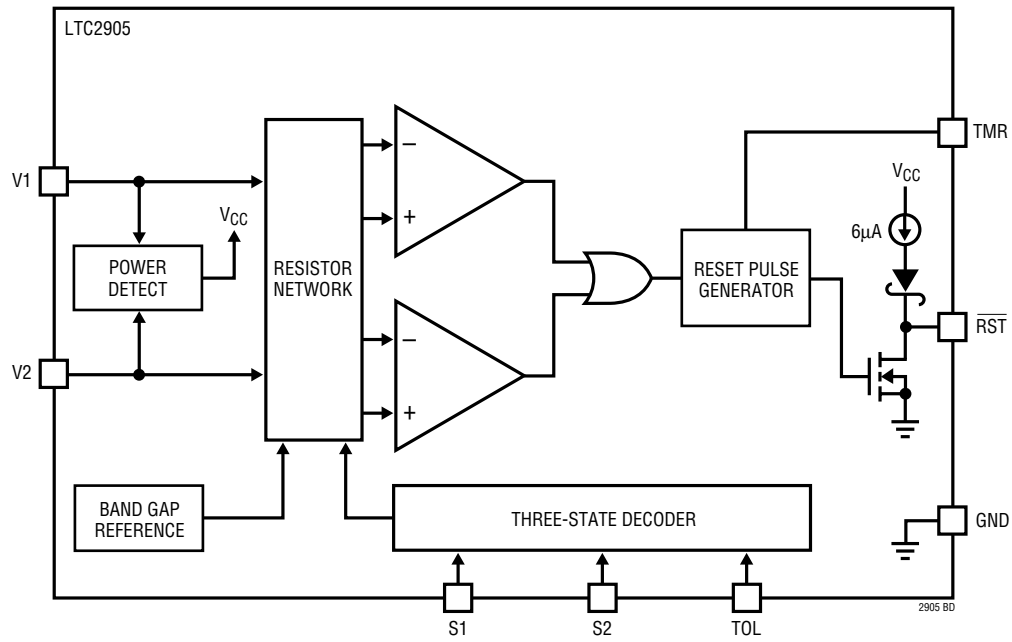 LTC2905
TMR
VCC
6µA
V1
VCC
POWER
DETECT
RESISTOR
NETWORK
−
+
RESET PULSE
GENERATOR
RST
V2
−
+
BAND GAP
REFERENCE
THREE-STATE DECODER
GND
S1
S2
TOL
2905 BD